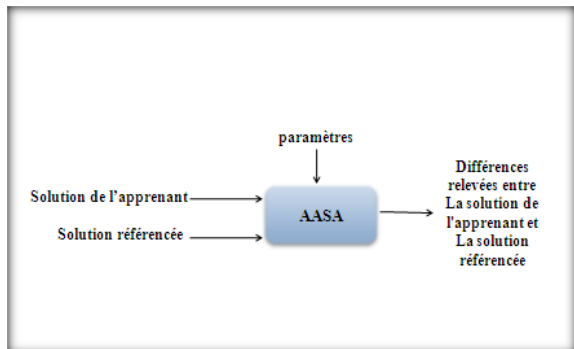 paramètres
Solution de l'apprenant
Solution référencée
AASA
Différences
relevées entre
La solution de
l'apprenant et
La solution
référencée